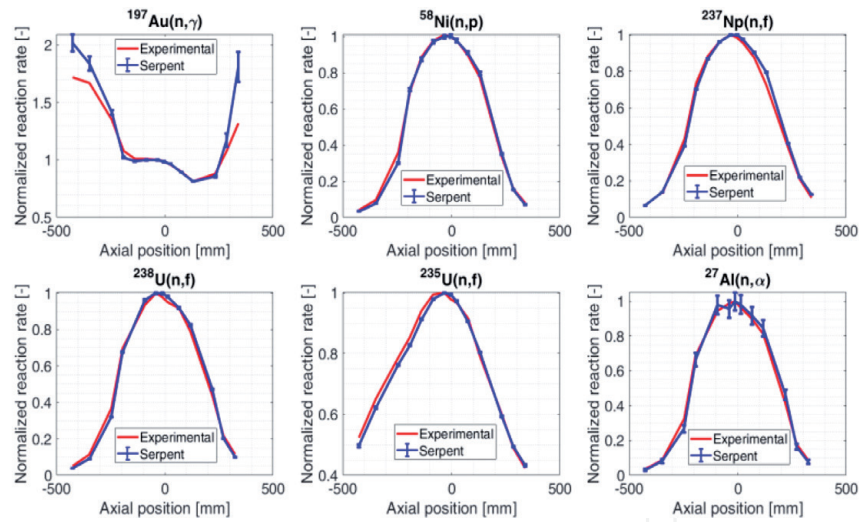 ¹⁹⁷Au(n,γ)
Normalized reaction rate [-]
2
1.5
1
0.5
Experimental
Serpent
-500 0 500
Axial position [mm]
⁵⁸Ni(n,p)
Normalized reaction rate [-]
1
0.8
0.6
0.4
0.2
0
Experimental
Serpent
-500 0 500
Axial position [mm]
²³⁷Np(n,f)
Normalized reaction rate [-]
1
0.8
0.6
0.4
0.2
0
Experimental
Serpent
-500 0 500
Axial position [mm]
²³⁸U(n,f)
Normalized reaction rate [-]
1
0.8
0.6
0.4
0.2
0
Experimental
Serpent
-500 0 500
Axial position [mm]
²³⁵U(n,f)
Normalized reaction rate [-]
1
0.8
0.6
0.4
Experimental
Serpent
-500 0 500
Axial position [mm]
²⁷Al(n,α)
Normalized reaction rate [-]
1
0.8
0.6
0.4
0.2
0
Experimental
Serpent
-500 0 500
Axial position [mm]